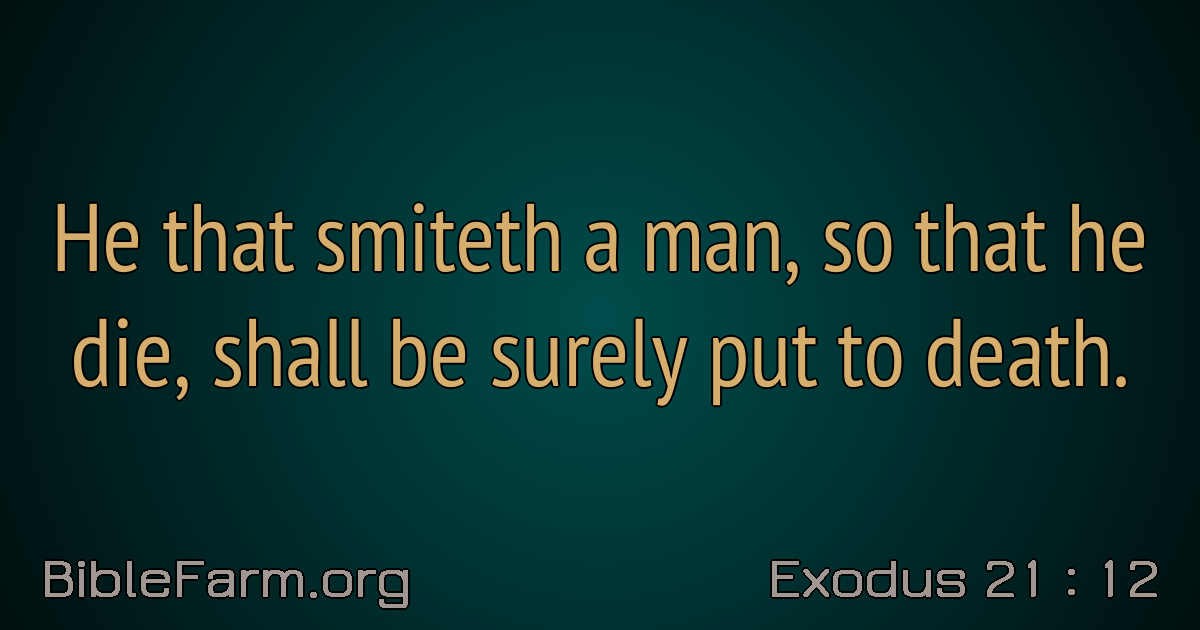 He that smiteth a man, so that he
die, shall be surely put to death.
BibleFarm.org
Exodus 21 : 12